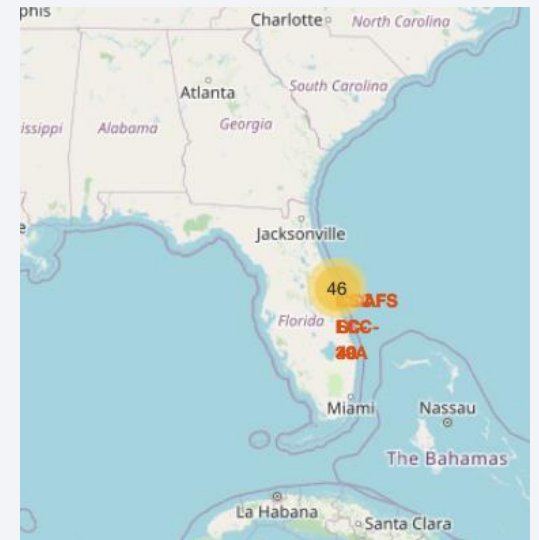 phis
Charlotte
North Carolina
Atlanta
South Carolina
issippi
Alabama
Georgia
Jacksonville
46
Florida
Miami
Nassau
The Bahamas
La Habana
Santa Clara